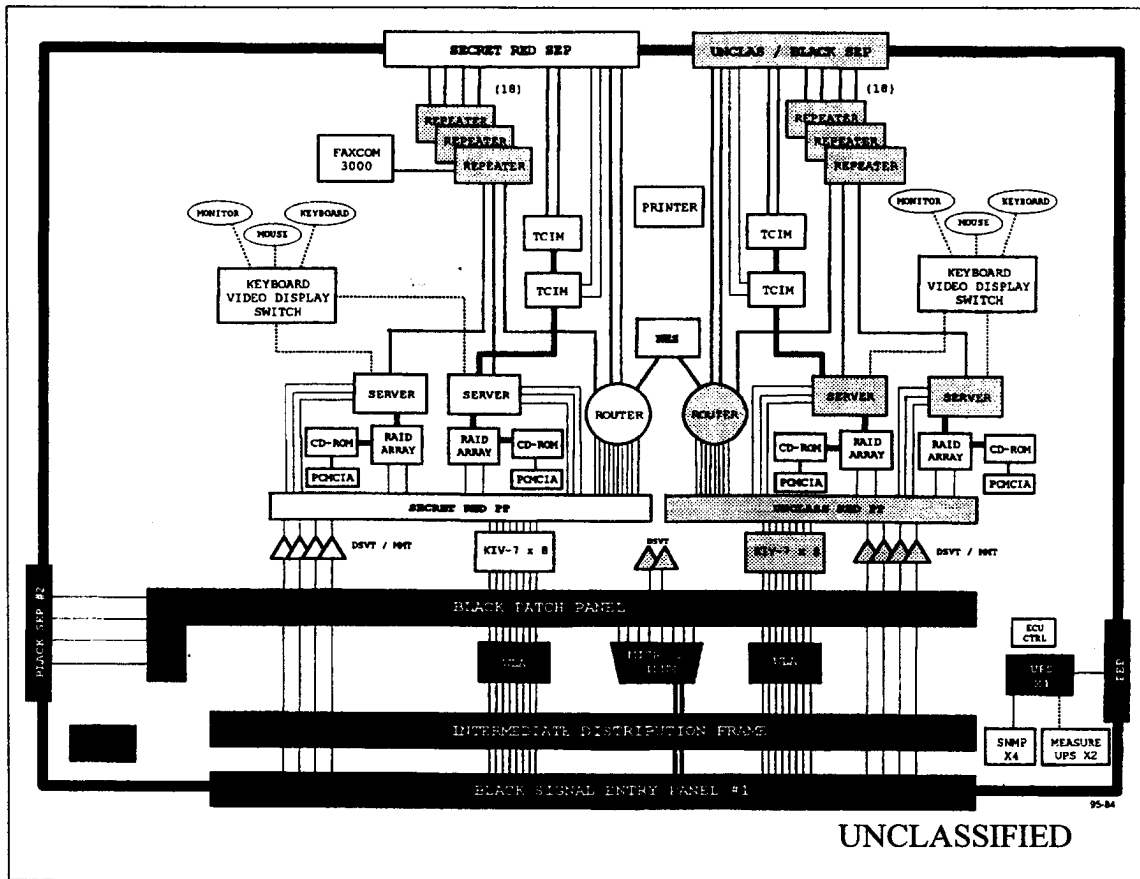 SECRET RED SEP
UNCLAS / BLACK SEP
(18)
(18)
REPEATER
REPEATER
REPEATER
REPEATER
REPEATER
REPEATER
FAXCOM
3000
PRINTER
MONITOR
KEYBOARD
MOUSE
MONITOR
KEYBOARD
MOUSE
TCIM
TCIM
TCIM
TCIM
KEYBOARD
VIDEO DISPLAY
SWITCH
KEYBOARD
VIDEO DISPLAY
SWITCH
SERVER
SERVER
ROUTER
ROUTER
SERVER
SERVER
CD-ROM
RAID
ARRAY
RAID
ARRAY
CD-ROM
CD-ROM
RAID
ARRAY
RAID
ARRAY
CD-ROM
PCMCIA
PCMCIA
PCMCIA
PCMCIA
SECRET RED PP
UNCLASS RED PP
DSVT / MMT
KIV-7 x 8
DSVT
KIV-7 x 8
DSVT / MMT
BLACK SEP #2
BLACK PATCH PANEL
ECU
CTRL
UPS
INTERMEDIATE DISTRIBUTION FRAME
SNMP
X4
MEASURE
UPS X2
BLACK SIGNAL ENTRY PANEL #1
95-84
UNCLASSIFIED